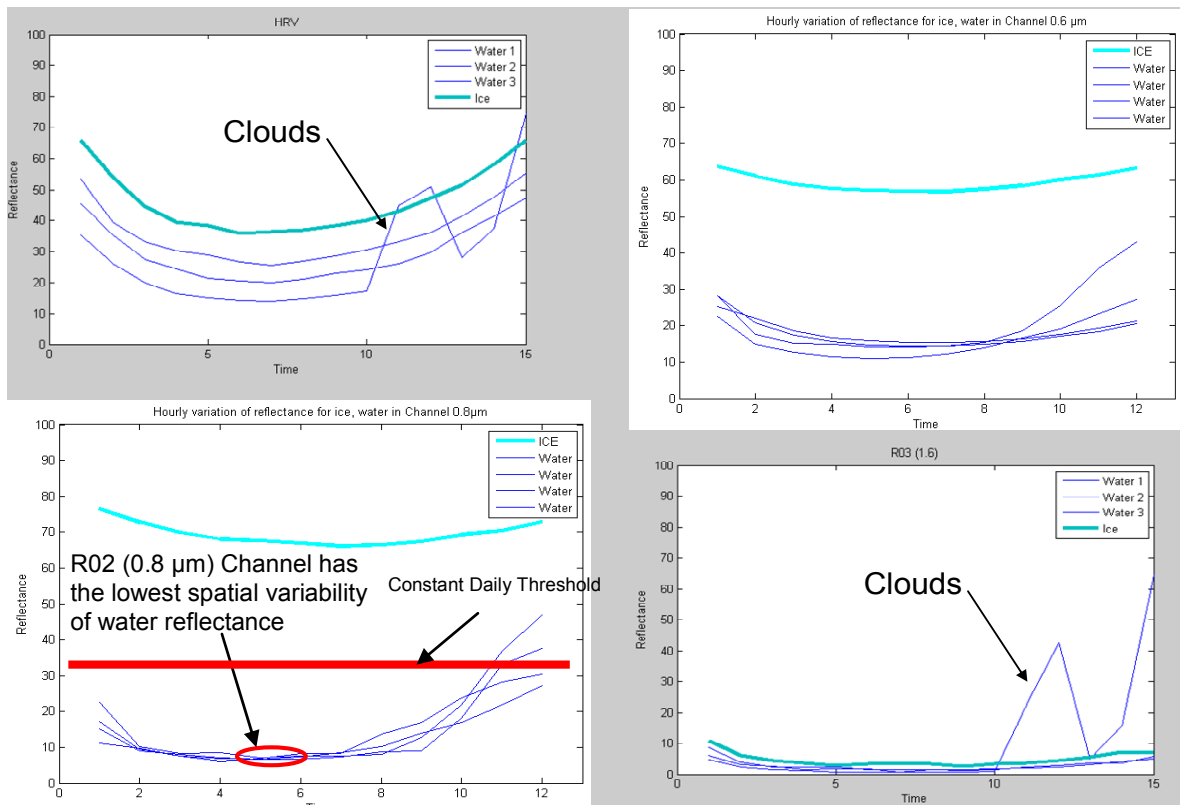 HRV
100
90
80
70
60
50
40
30
20
10
0
Reflectance
0
5
10
15
Time
Water 1
Water 2
Water 3
Ice
Clouds
Hourly variation of reflectance for ice, water in Channel 0.6 µm
100
90
80
70
60
50
40
30
20
10
0
Reflectance
0
2
4
6
8
10
12
Time
ICE
Water
Water
Water
Water
Hourly variation of reflectance for ice, water in Channel 0.8µm
100
90
80
70
60
50
40
30
20
10
0
Reflectance
0
2
4
6
8
10
12
Time
ICE
Water
Water
Water
Water
R02 (0.8 µm) Channel has
the lowest spatial variability
of water reflectance
Constant Daily Threshold
R03 (1.6)
100
90
80
70
60
50
40
30
20
10
0
Reflectance
0
5
10
15
Time
Water 1
Water 2
Water 3
Ice
Clouds